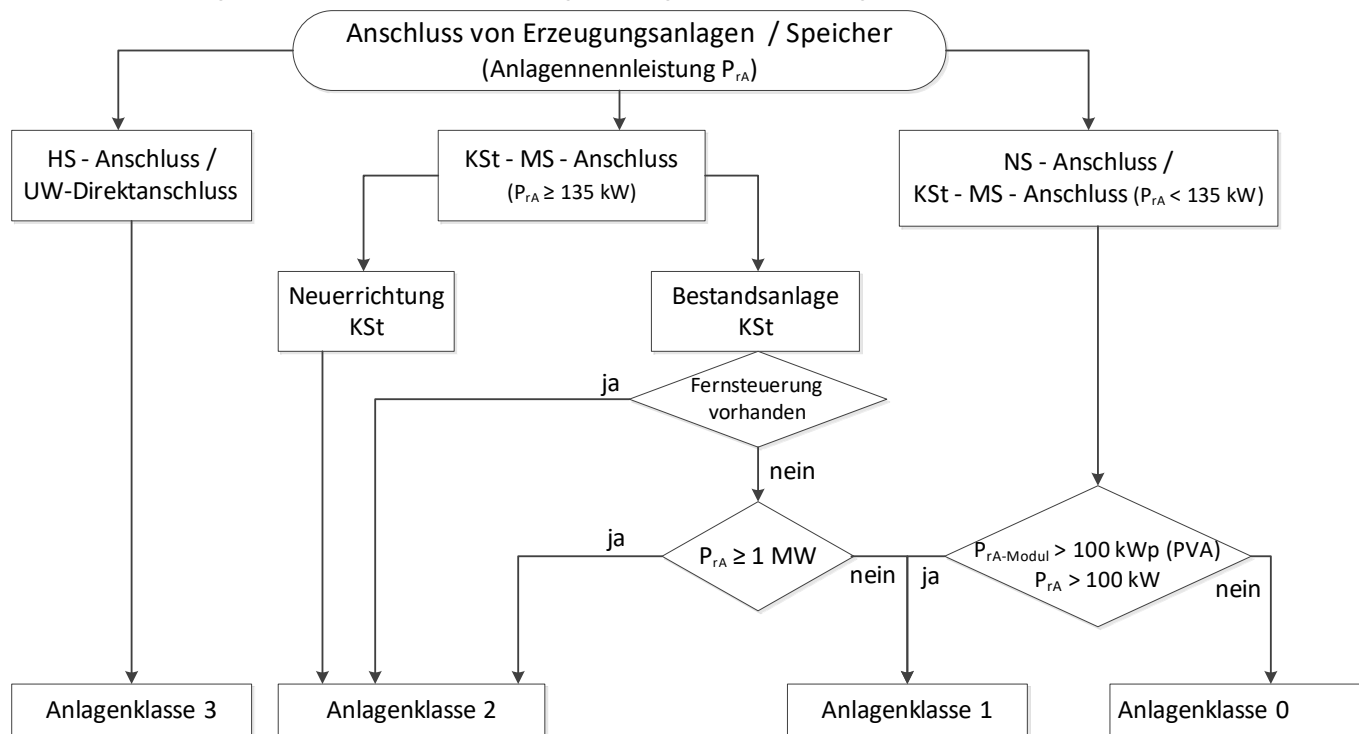 Anschluss von Erzeugungsanlagen / Speicher
(Anlagennennleistung PrA)
HS - Anschluss /
UW-Direktanschluss
KSt - MS - Anschluss
(PrA ≥ 135 kW)
NS - Anschluss /
KSt - MS - Anschluss (PrA < 135 kW)
Neuerrichtung
KSt
Bestandsanlage
KSt
ja
Fernsteuerung
vorhanden
nein
ja
PrA ≥ 1 MW
nein
ja
PrA-Modul > 100 kWp (PVA)
PrA > 100 kW
nein
Anlagenklasse 3
Anlagenklasse 2
Anlagenklasse 1
Anlagenklasse 0